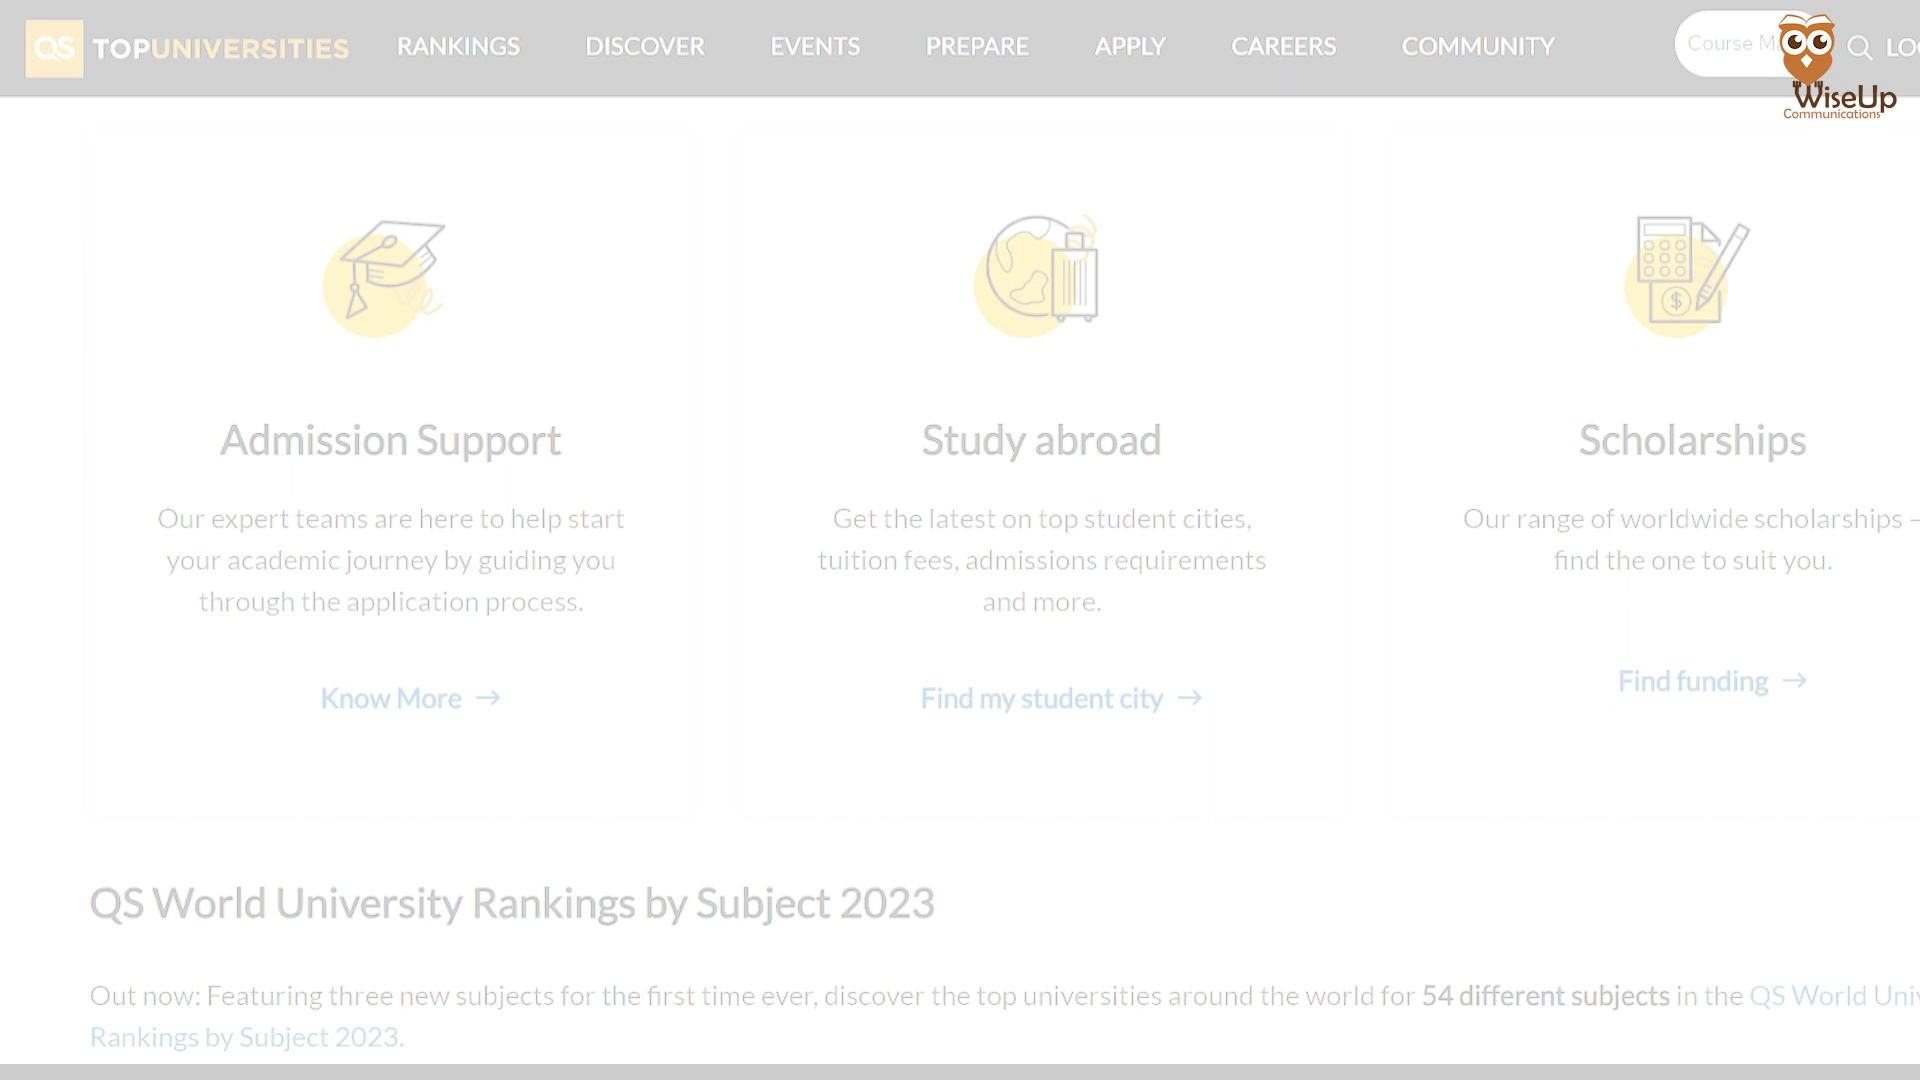 QS TOPUNIVERSITIES RANKINGS DISCOVER EVENTS PREPARE APPLY CAREERS COMMUNITY Course M LO
WiseUp
Communications
Admission Support
Our expert teams are here to help start
your academic journey by guiding you
through the application process.
Know More →
Study abroad
Get the latest on top student cities,
tuition fees, admissions requirements
and more.
Find my student city →
Scholarships
Our range of worldwide scholarships –
find the one to suit you.
Find funding →
QS World University Rankings by Subject 2023
Out now: Featuring three new subjects for the first time ever, discover the top universities around the world for 54 different subjects in the QS World Univ
Rankings by Subject 2023.